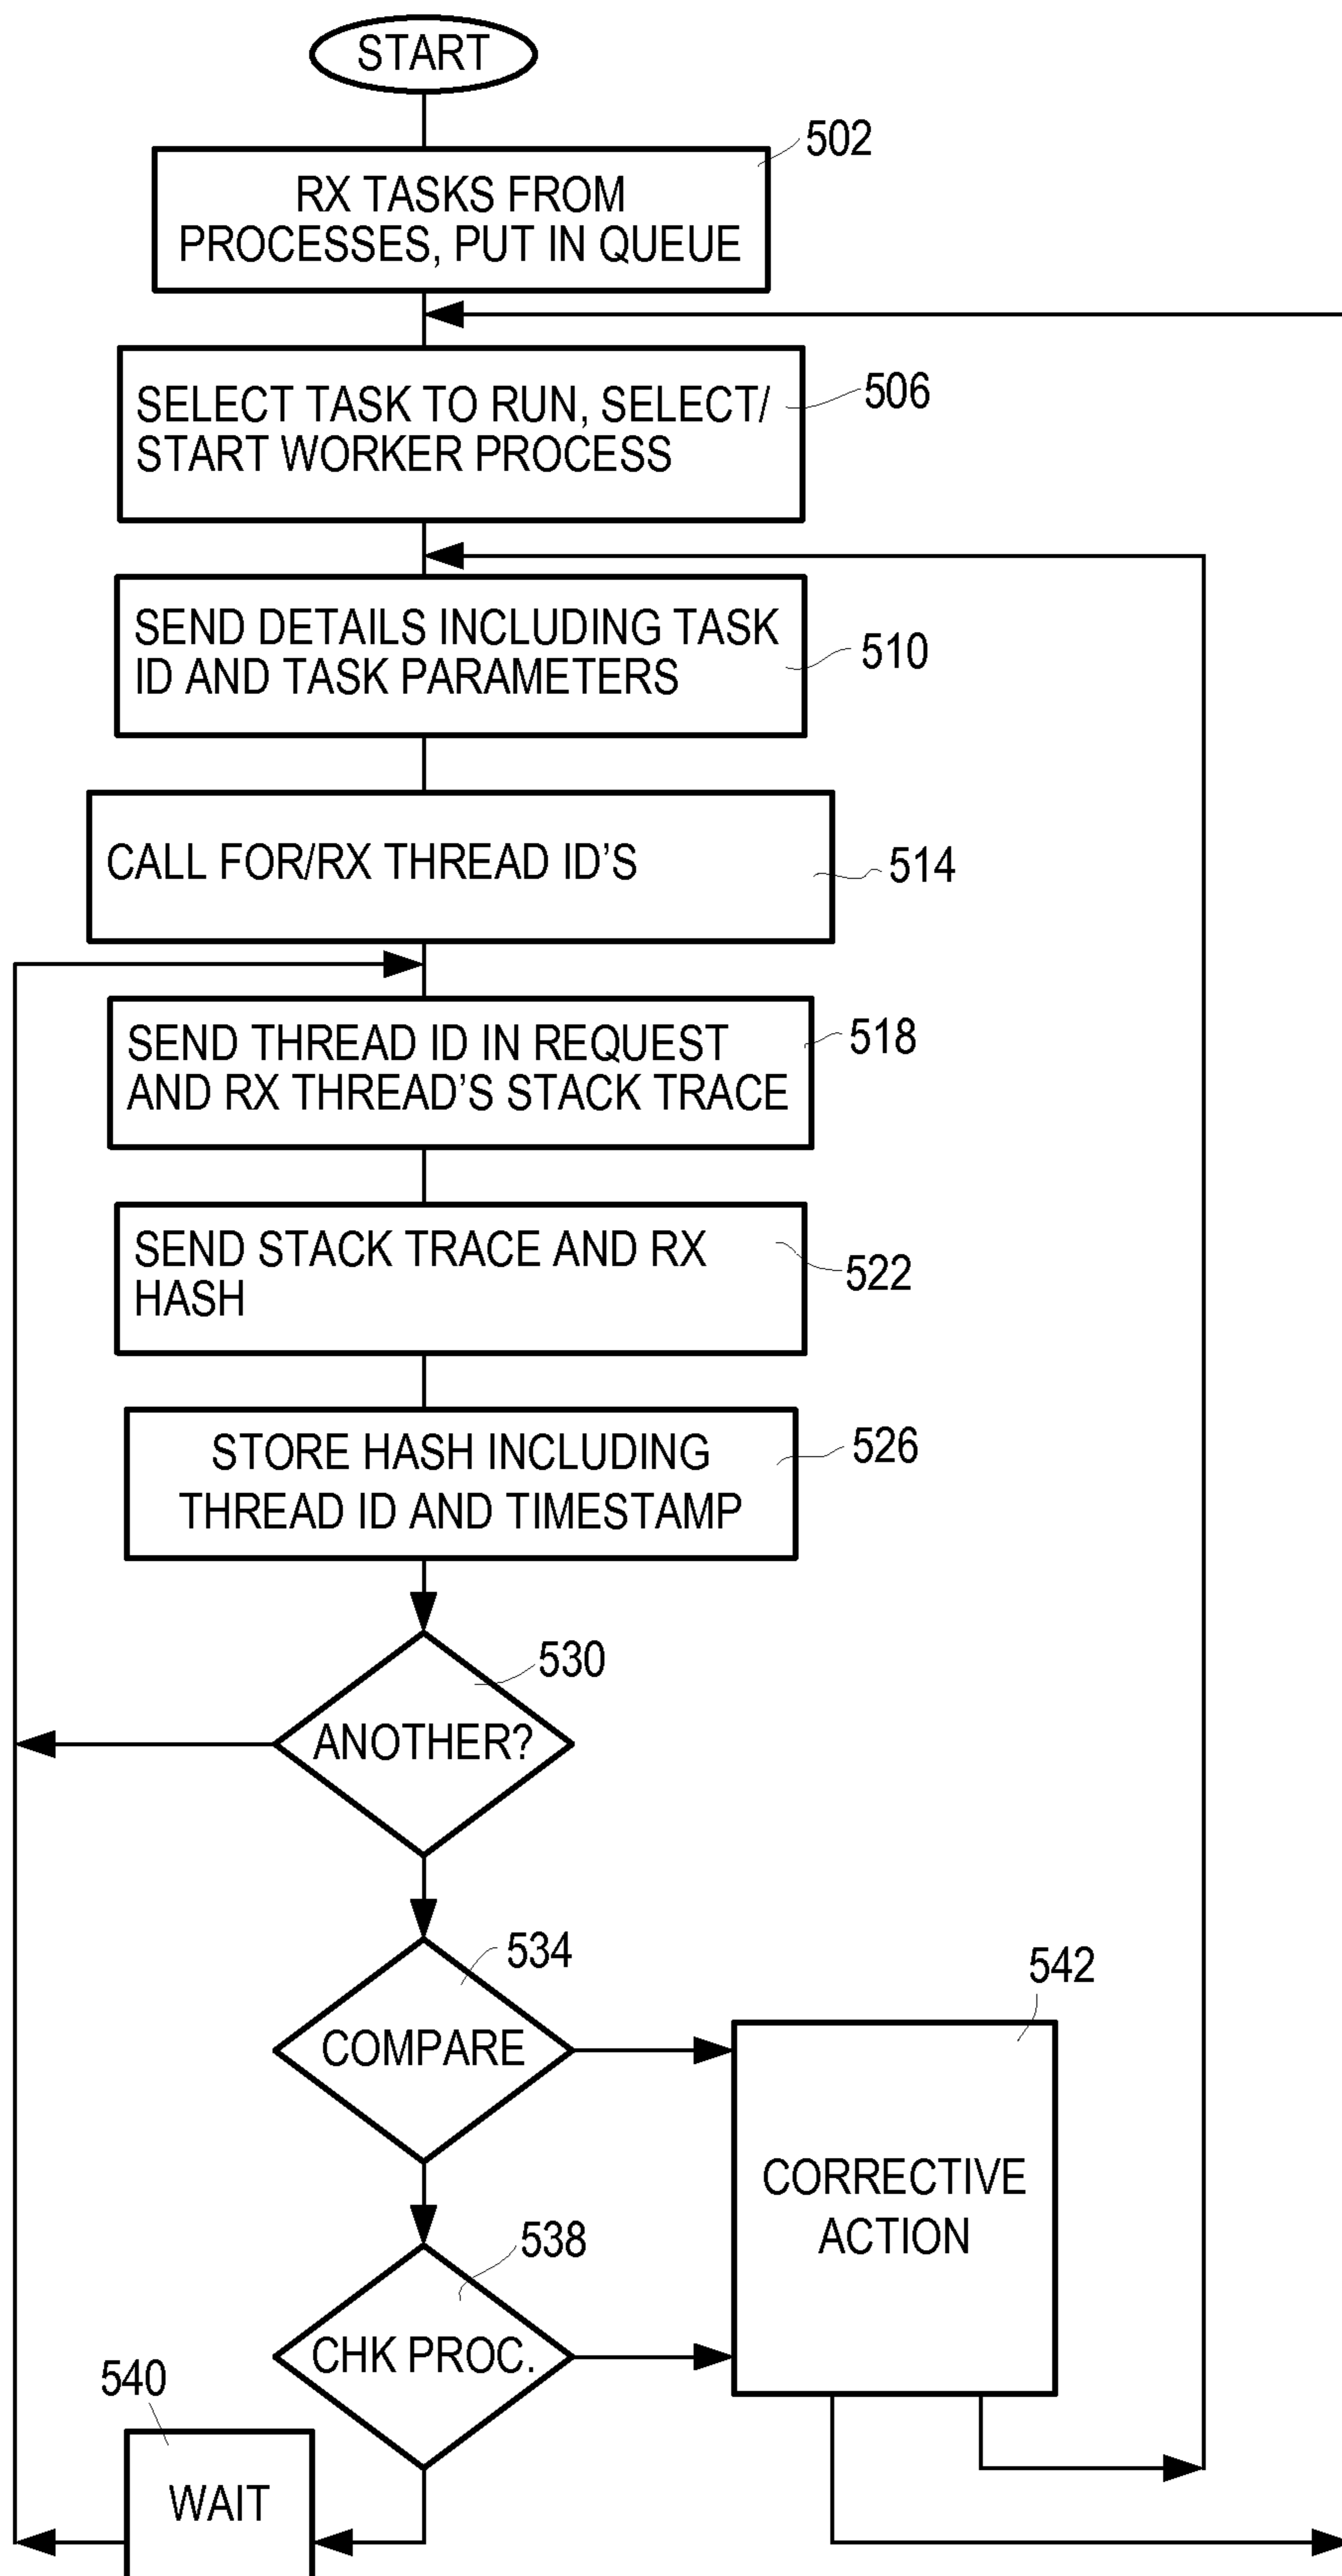 START
502
RX TASKS FROM
PROCESSES, PUT IN QUEUE
506
SELECT TASK TO RUN, SELECT/
START WORKER PROCESS
SEND DETAILS INCLUDING TASK
ID AND TASK PARAMETERS
510
CALL FOR/RX THREAD ID'S
514
518
SEND THREAD ID IN REQUEST
AND RX THREAD'S STACK TRACE
SEND STACK TRACE AND RX
HASH
522
526
STORE HASH INCLUDING
THREAD ID AND TIMESTAMP
530
ANOTHER?
534
COMPARE
542
CORRECTIVE
ACTION
538
CHK PROC.
540
WAIT